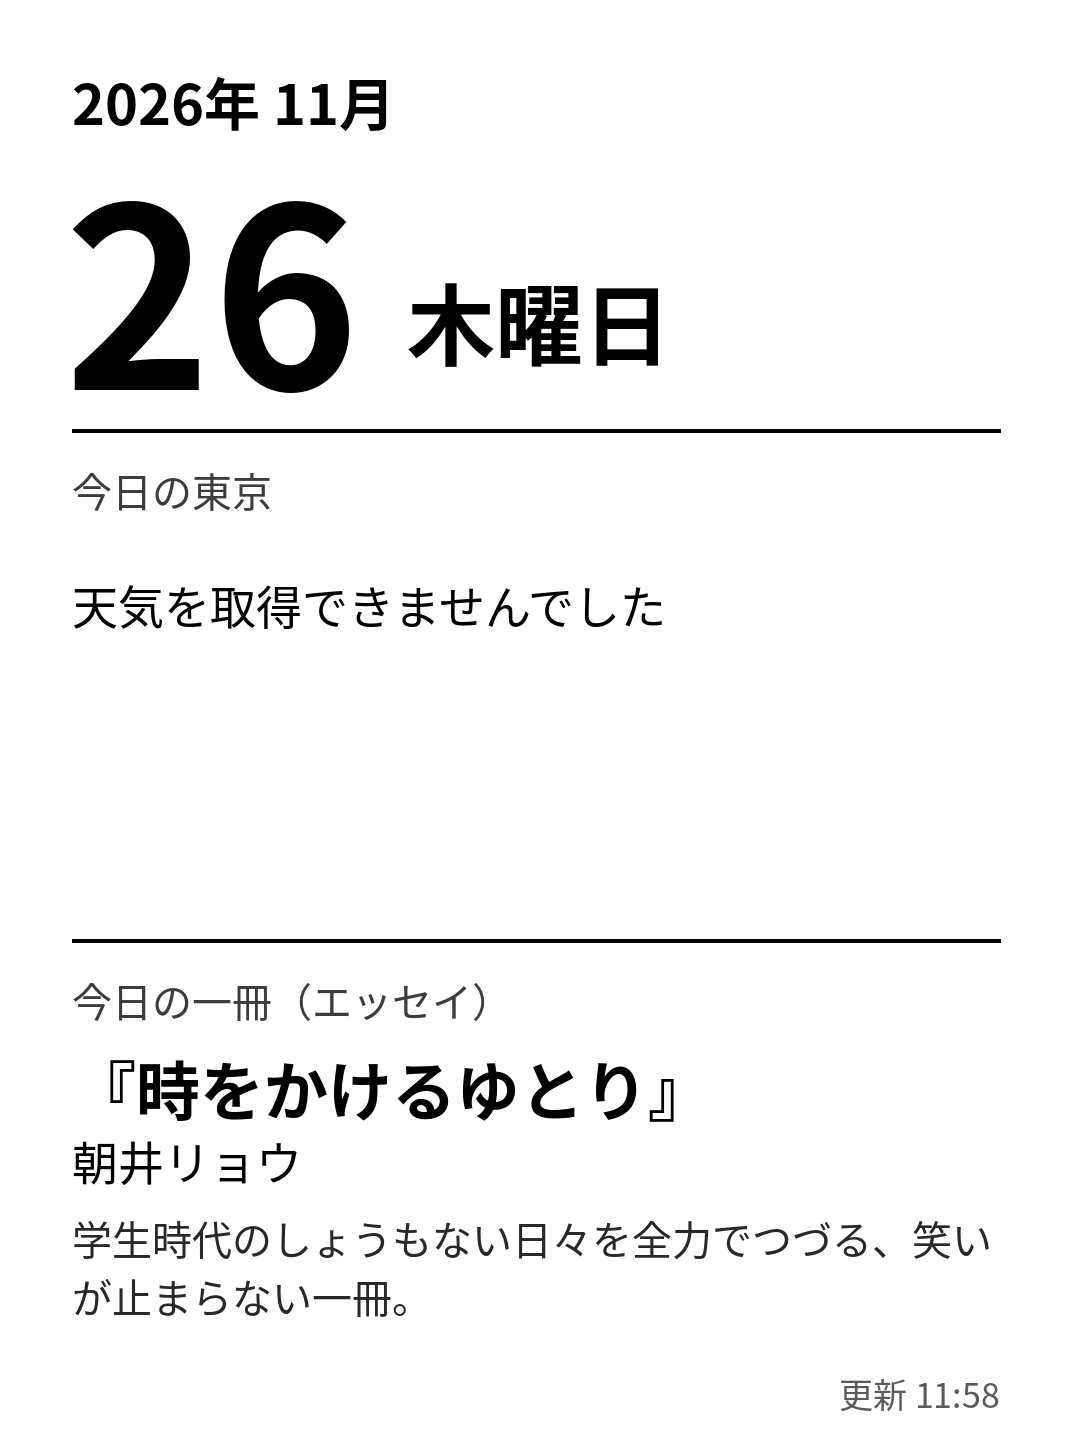 2026年 11月
26 木曜日
今日の東京
天気を取得できませんでした
今日の一冊（エッセイ）
『時をかけるゆとり』
朝井リョウ
学生時代のしょうもない日々を全力でつづる、笑い
が止まらない一冊。
更新 11:58